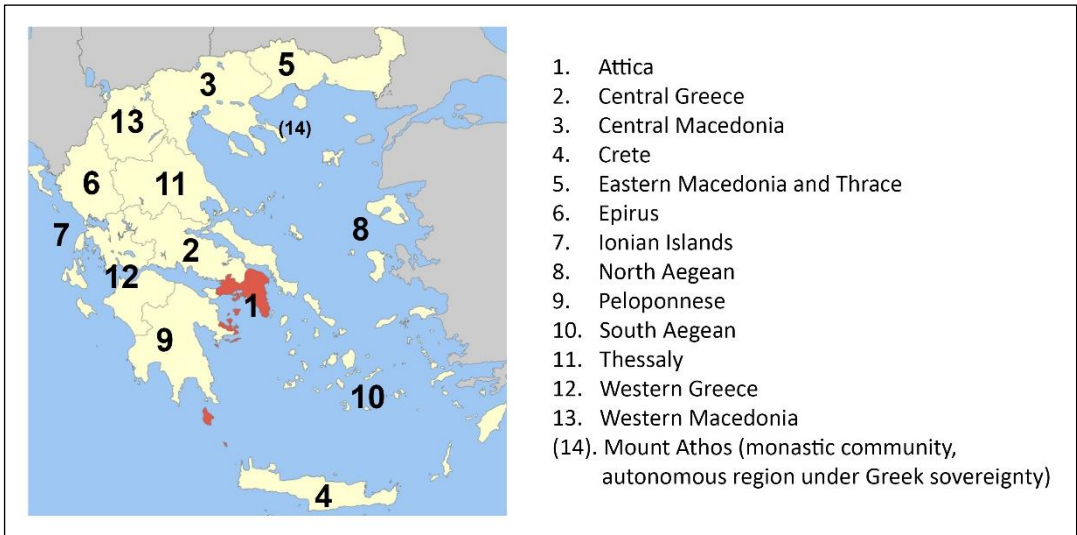 5
3
(14)
13
6
11
7
8
2
12
1
9
10
4
1. Attica
2. Central Greece
3. Central Macedonia
4. Crete
5. Eastern Macedonia and Thrace
6. Epirus
7. Ionian Islands
8. North Aegean
9. Peloponnese
10. South Aegean
11. Thessaly
12. Western Greece
13. Western Macedonia
(14). Mount Athos (monastic community,
autonomous region under Greek sovereignty)